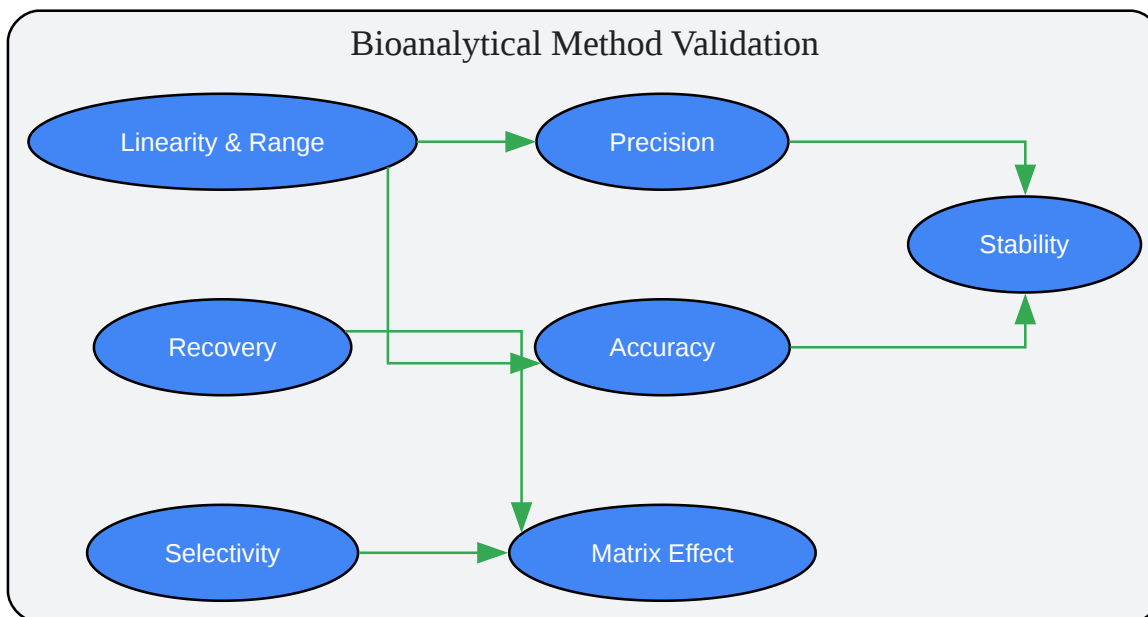 Bioanalytical Method Validation
Linearity & Range
Precision
Stability
Recovery
Accuracy
Selectivity
Matrix Effect